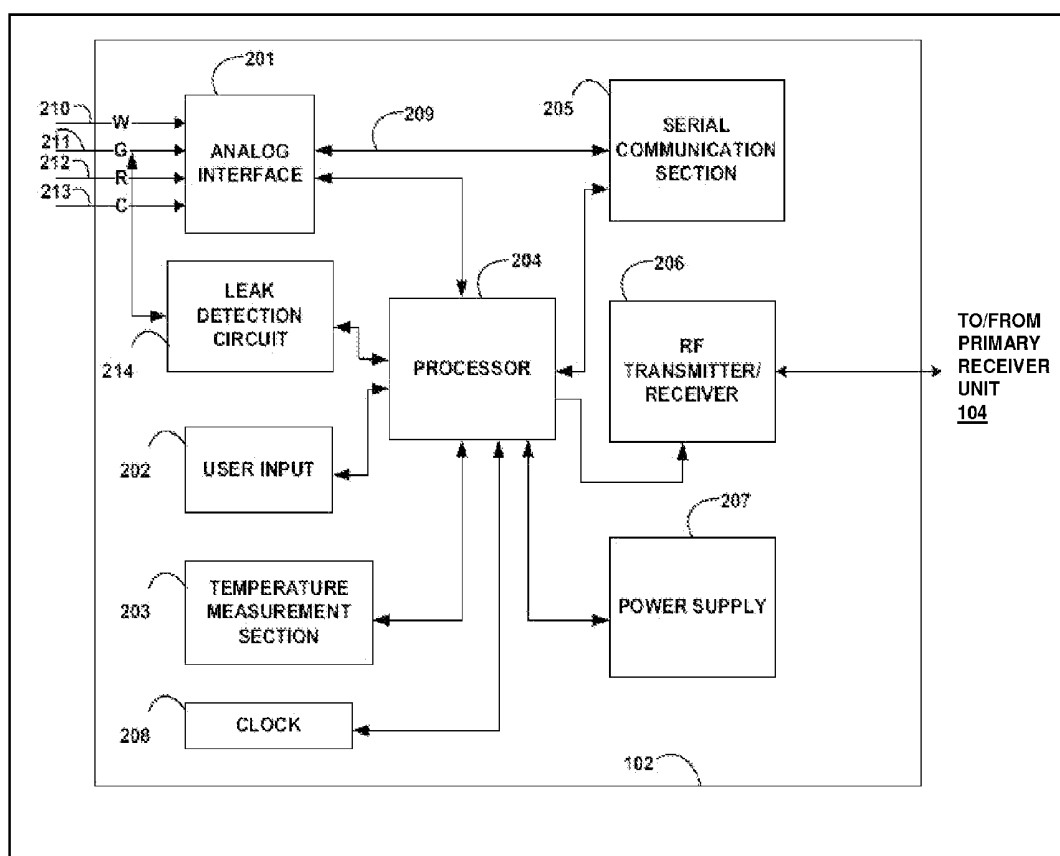 201
210
W
211
G
212
R
213
C
ANALOG
INTERFACE
209
205
SERIAL
COMMUNICATION
SECTION
LEAK
DETECTION
CIRCUIT
214
204
PROCESSOR
206
RF
TRANSMITTER/
RECEIVER
TO/FROM
PRIMARY
RECEIVER
UNIT
104
202
USER INPUT
207
POWER SUPPLY
203
TEMPERATURE
MEASUREMENT
SECTION
208
CLOCK
102